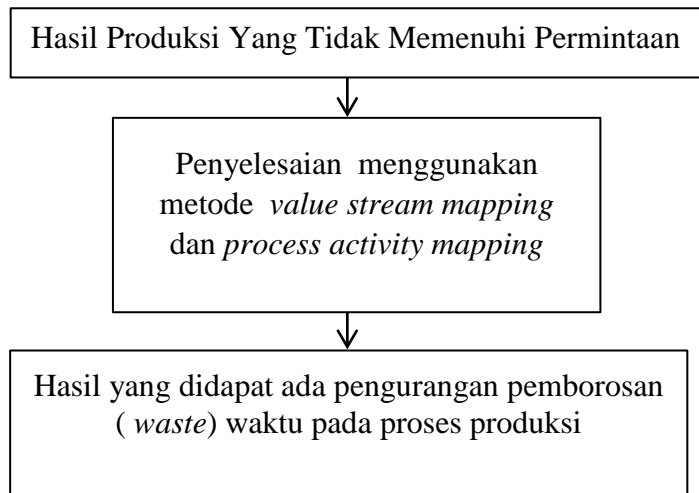 Hasil Produksi Yang Tidak Memenuhi Permintaan
Penyelesaian menggunakan
metode value stream mapping
dan process activity mapping
Hasil yang didapat ada pengurangan pemborosan
( waste) waktu pada proses produksi